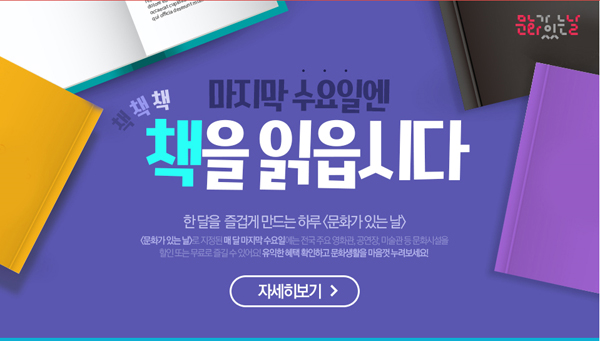 문화가 있는 날
마지막 수요일엔
책 책 책
책을 읽읍시다
한 달을 즐겁게 만드는 하루 <문화가 있는 날>
<문화가 있는 날>로 지정된 매 달 마지막 수요일에는 전국 주요 영화관, 공연장, 미술관 등 문화시설을
할인 또는 무료로 즐길 수 있어요! 유익한 혜택 확인하고 문화생활을 마음껏 누려보세요!
자세히보기 >